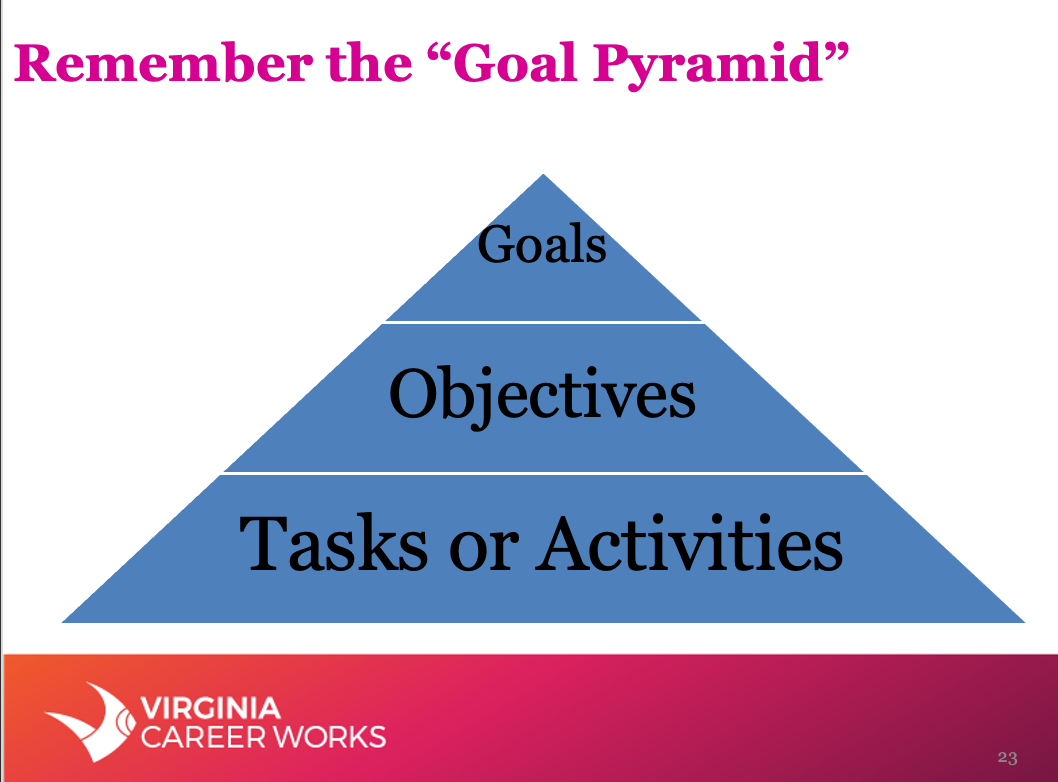 Remember the “Goal Pyramid”
Goals
Objectives
Tasks or Activities
VIRGINIA
CAREER WORKS
23